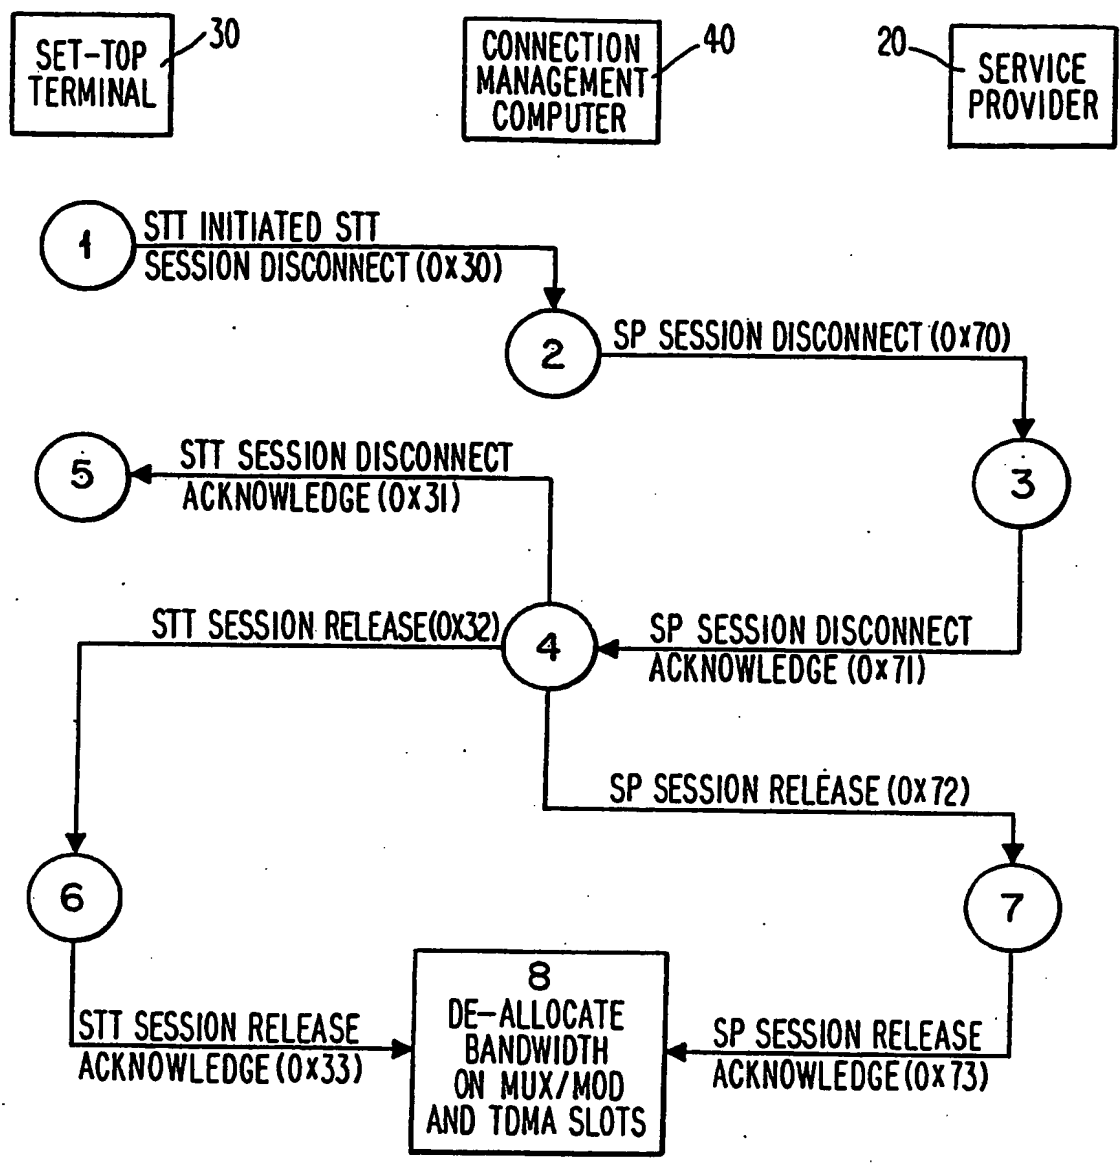 SET-TOP
TERMINAL
30
CONNECTION
MANAGEMENT
COMPUTER
40
20
SERVICE
PROVIDER
1
STT INITIATED STT
SESSION DISCONNECT (0X30)
2
SP SESSION DISCONNECT (0X70)
3
5
STT SESSION DISCONNECT
ACKNOWLEDGE (0X31)
STT SESSION RELEASE(0X32)
4
SP SESSION DISCONNECT
ACKNOWLEDGE (0X71)
SP SESSION RELEASE (0X72)
6
7
STT SESSION RELEASE
ACKNOWLEDGE (0X33)
8
DE-ALLOCATE
BANDWIDTH
ON MUX/MOD
AND TDMA SLOTS
SP SESSION RELEASE
ACKNOWLEDGE(0X73)